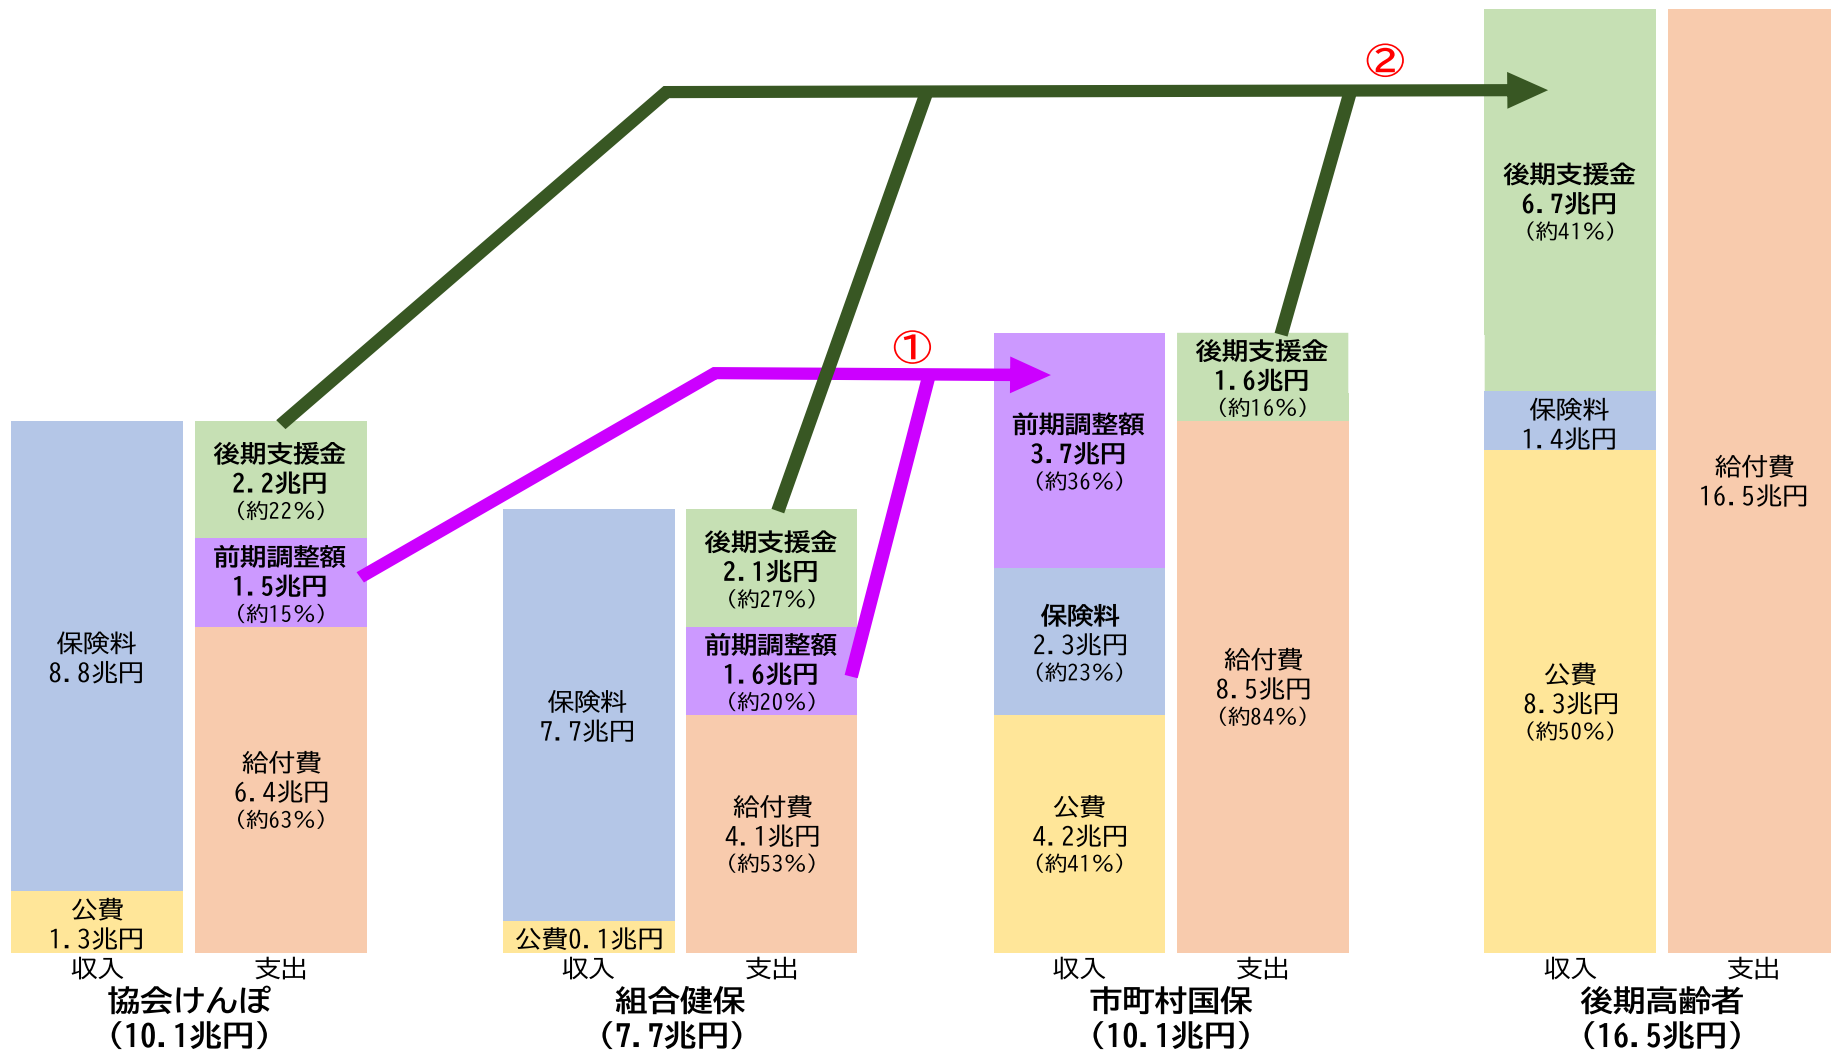 ②
①
保険料
8.8兆円
公費
1.3兆円
収入
後期支援金
2.2兆円
（約22％）
前期調整額
1.5兆円
（約15％）
給付費
6.4兆円
（約63％）
支出
協会けんぽ
（10.1兆円）
保険料
7.7兆円
公費0.1兆円
収入
後期支援金
2.1兆円
（約27％）
前期調整額
1.6兆円
（約20％）
給付費
4.1兆円
（約53％）
支出
組合健保
（7.7兆円）
前期調整額
3.7兆円
（約36％）
保険料
2.3兆円
（約23％）
公費
4.2兆円
（約41％）
収入
後期支援金
1.6兆円
（約16％）
給付費
8.5兆円
（約84％）
支出
市町村国保
（10.1兆円）
後期支援金
6.7兆円
（約41％）
保険料
1.4兆円
公費
8.3兆円
（約50％）
収入
給付費
16.5兆円
支出
後期高齢者
（16.5兆円）